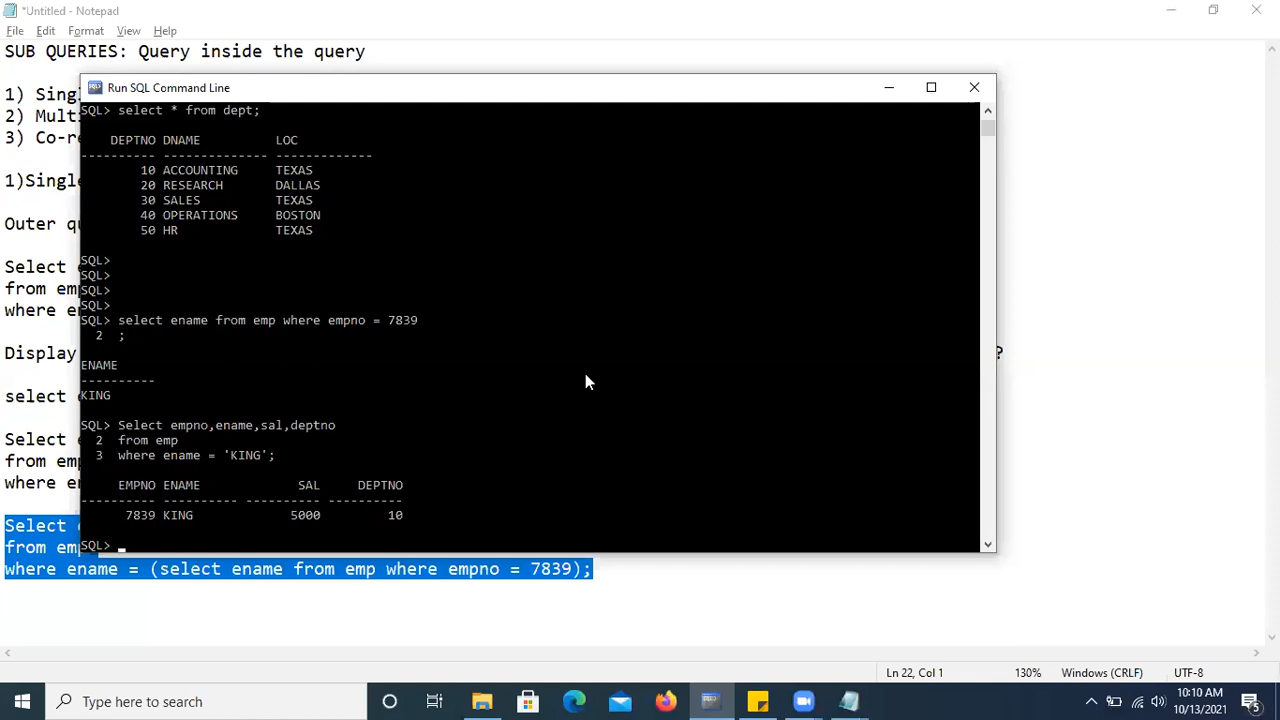 *Untitled - Notepad
File Edit Format View Help
SUB QUERIES: Query inside the query
1) Sing
2) Mult
3) Co-re
1)Singl
Outer q
Select
from em
where e
Display ?
select
Select
from em
where e
Select
from em
where ename = (select ename from emp where empno = 7839);
Run SQL Command Line
SQL> select * from dept;
DEPTNO DNAME LOC
---------- -------------- -------------
10 ACCOUNTING TEXAS
20 RESEARCH DALLAS
30 SALES TEXAS
40 OPERATIONS BOSTON
50 HR TEXAS
SQL>
SQL>
SQL>
SQL>
SQL> select ename from emp where empno = 7839
2 ;
ENAME
----------
KING
SQL> Select empno,ename,sal,deptno
2 from emp
3 where ename = 'KING';
EMPNO ENAME SAL DEPTNO
---------- ---------- ---------- ----------
7839 KING 5000 10
SQL>
Ln 22, Col 1 130% Windows (CRLF) UTF-8
Type here to search
10:10 AM
10/13/2021
5